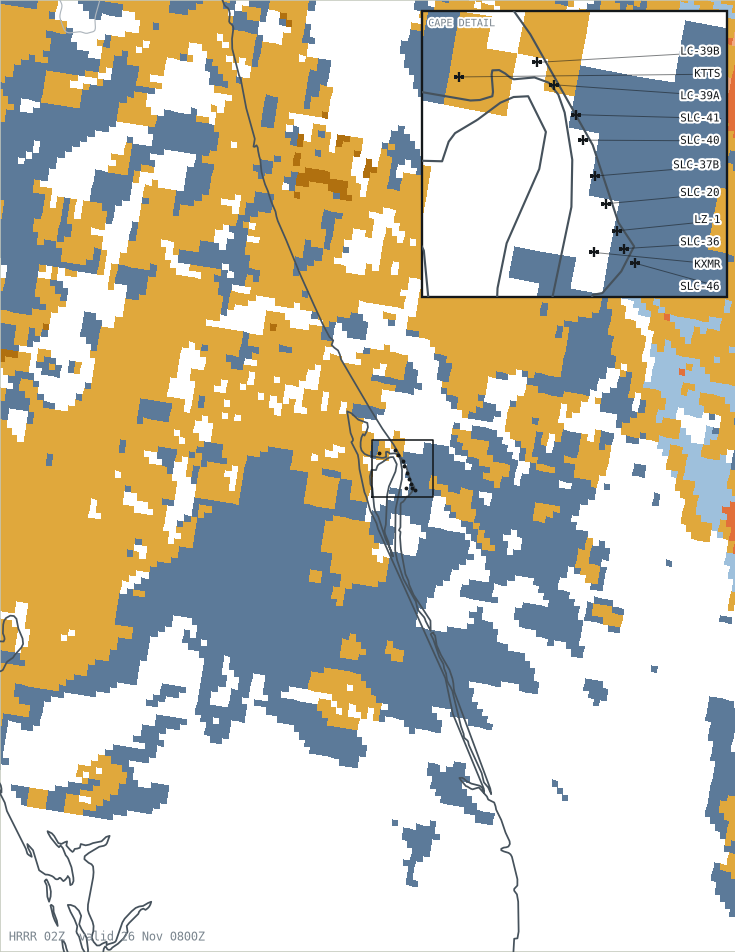 CAPE DETAIL
LC-39B
KTTS
LC-39A
SLC-41
SLC-40
SLC-37B
SLC-20
LZ-1
SLC-36
KXMR
SLC-46
HRRR 02Z valid 26 Nov 0800Z